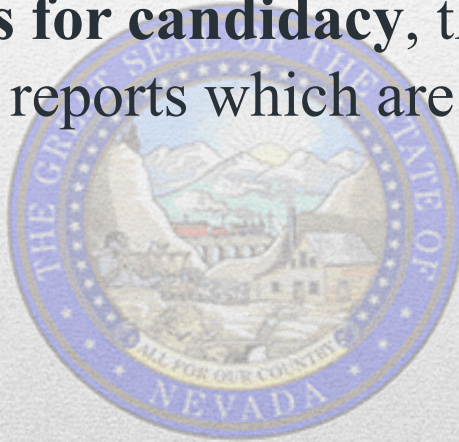 s for candidacy, t
reports which are
THE GREAT SEAL OF THE STATE OF
ALL FOR OUR COUNTRY
NEVADA